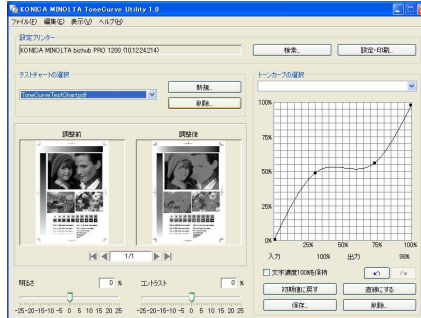 KONICA MINOLTA ToneCurve Utility 1.0
ファイル(F) 編集(E) 表示(V) ヘルプ(H)
設定プリンター
KONICA MINOLTA bizhub PRO 1200 (10.1.224.214)
検索...
設定・印刷...
テストチャートの選択
新規...
ToneCurveTestChart.pdf
削除...
トーンカーブの選択
調整前
調整後
100%
75%
50%
25%
0%
25% 50% 75% 100%
入力 100% 出力 98%
1/1
文字濃度100%を保持
明るさ 0 %
コントラスト 0 %
初期値に戻す
直線にする
-25-20-15-10 -5 0 5 10 15 20 25
-25-20-15-10 -5 0 5 10 15 20 25
保存...
削除...